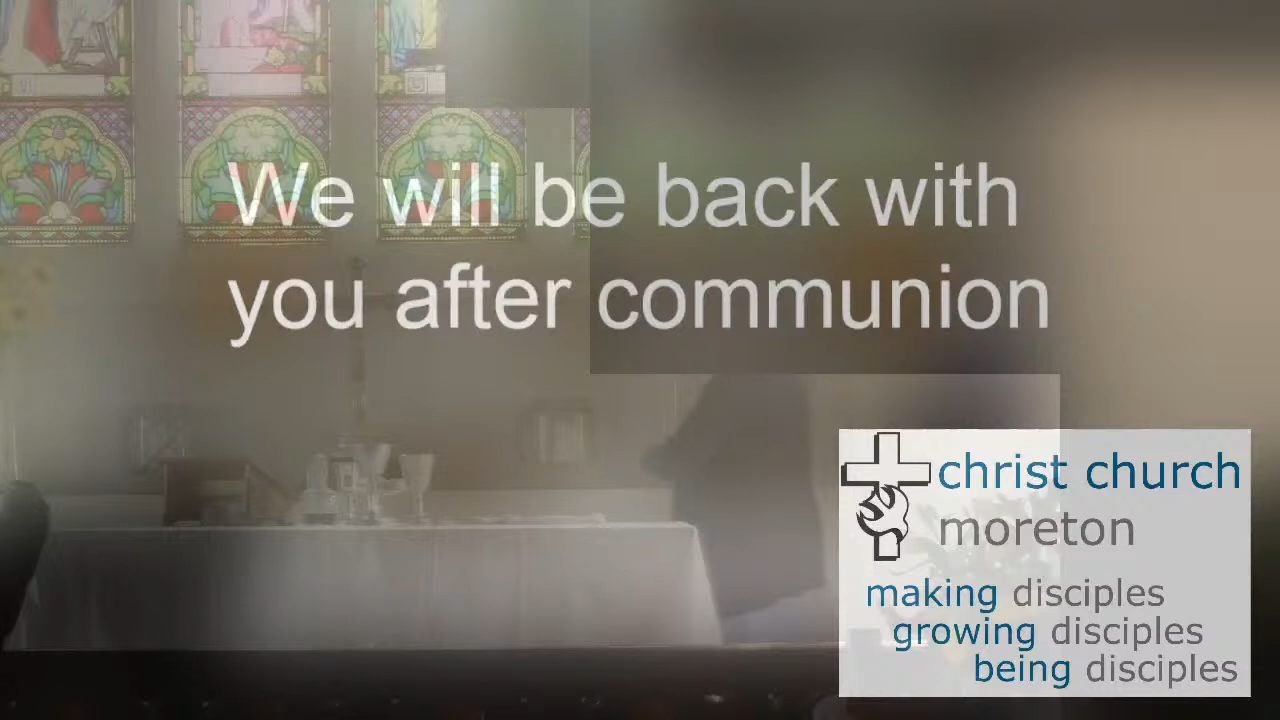 We will be back with
you after communion
christ church
moreton
making disciples
growing disciples
being disciples